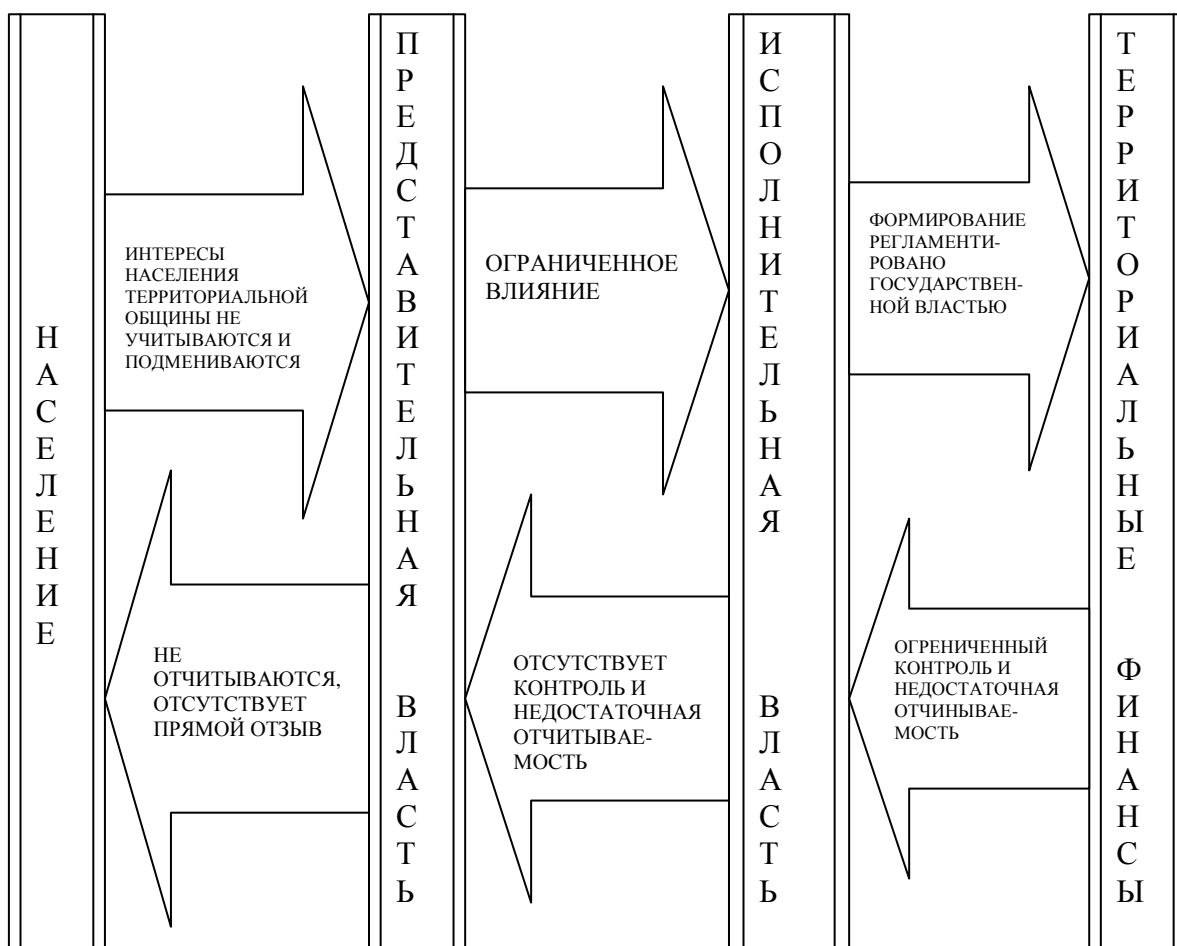 НАСЕЛЕНИЕ
ИНТЕРЕСЫ
НАСЕЛЕНИЯ
ТЕРРИТОРИАЛЬНОЙ
ОБЩИНЫ НЕ
УЧИТЫВАЮТСЯ И
ПОДМЕНИВАЮТСЯ
НЕ
ОТЧИТЫВАЮТСЯ,
ОТСУТСТВУЕТ
ПРЯМОЙ ОТЗЫВ
ПРЕДСТАВИТЕЛЬНАЯ ВЛАСТЬ
ОГРАНИЧЕННОЕ
ВЛИЯНИЕ
ОТСУТСТВУЕТ
КОНТРОЛЬ И
НЕДОСТАТОЧНАЯ
ОТЧИТЫВАЕ-
МОСТЬ
ИСПОЛНИТЕЛЬНАЯ ВЛАСТЬ
ФОРМИРОВАНИЕ
РЕГЛАМЕНТИ-
РОВАНО
ГОСУДАРСТВЕН-
НОЙ ВЛАСТЬЮ
ОГРЕНИЧЕННЫЙ
КОНТРОЛЬ И
НЕДОСТАТОЧНАЯ
ОТЧИНЫВАЕ-
МОСТЬ
ТЕРРИТОРИАЛЬНЫЕ ФИНАНСЫ